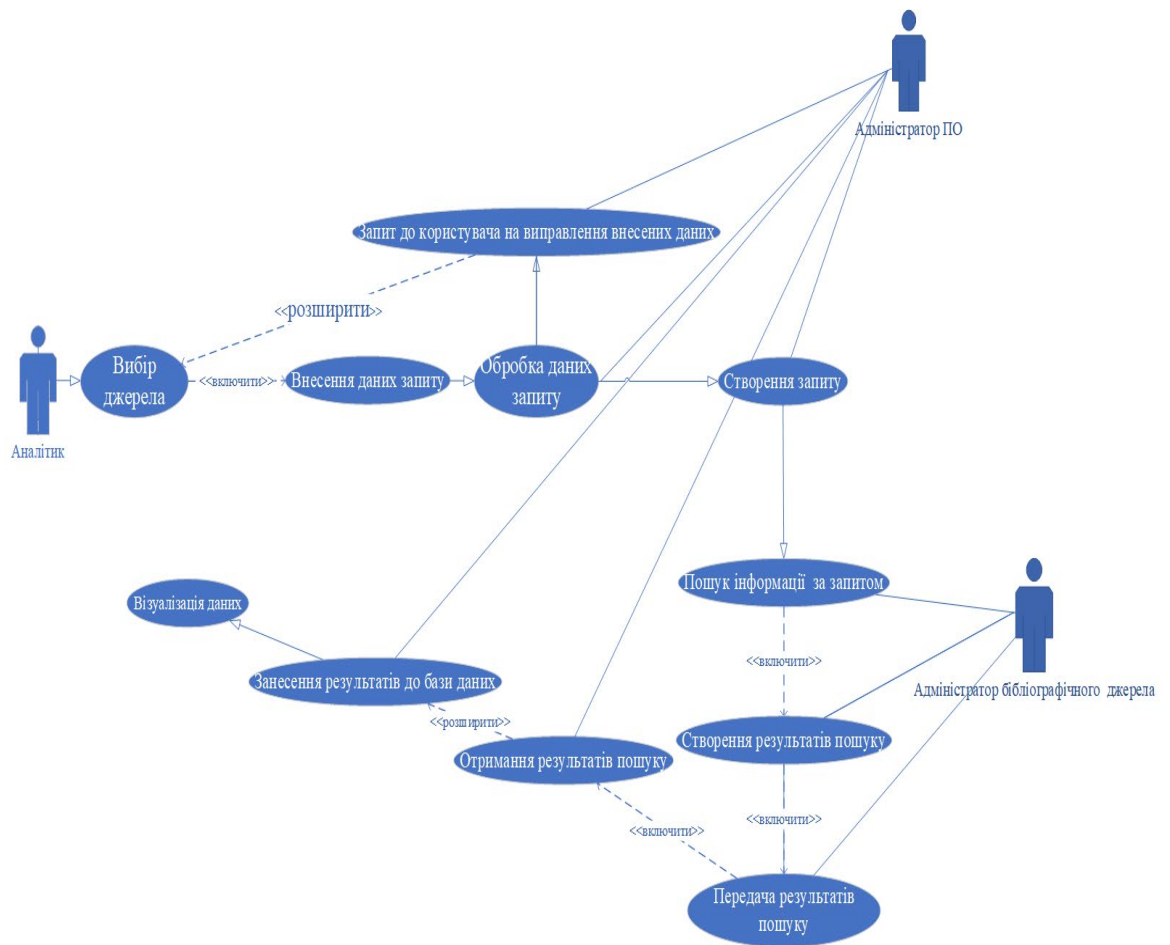 Адміністратор ПО
Запит до користувача на виправлення внесених даних
<<розширити>>
Вибір
джерела
<<включити>>
Внесення даних запиту
Обробка даних
запиту
Створення запиту
Аналітик
Пошук інформації за запитом
Візуалізація даних
<<включити>>
Занесення результатів до бази даних
Адміністратор бібліографічного джерела
<<розширити>>
Створення результатів пошуку
Отримання результатів пошуку
<<включити>>
<<включити>>
Передача результатів
пошуку